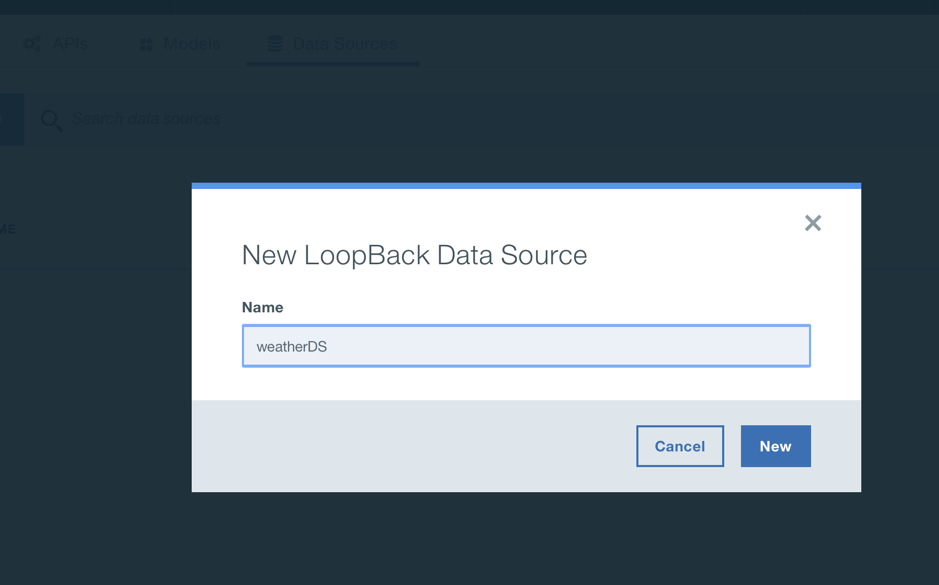 APIs
Models
Data Sources
Search data sources
ME
New LoopBack Data Source
Name
weatherDS
Cancel
New